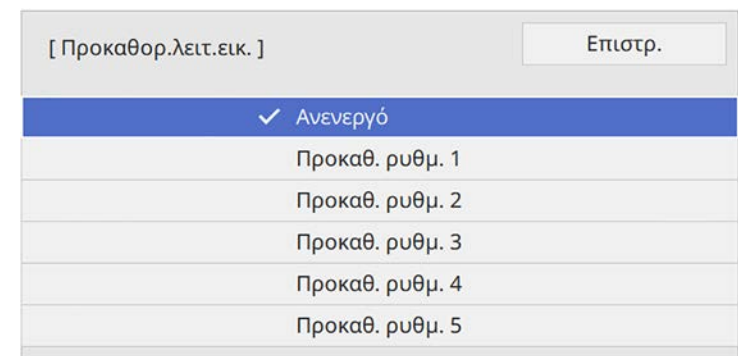 [ Προκαθορ.λειτ.εικ. ] Επιστρ.
Ανενεργό
Προκαθ. ρυθμ. 1
Προκαθ. ρυθμ. 2
Προκαθ. ρυθμ. 3
Προκαθ. ρυθμ. 4
Προκαθ. ρυθμ. 5